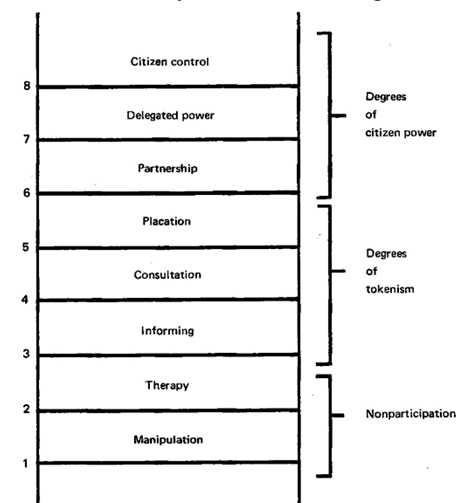 Citizen control
8
Delegated power
7
Partnership
6
Placation
5
Consultation
4
Informing
3
Therapy
2
Manipulation
1
Degrees
of
citizen power
Degrees
of
tokenism
Nonparticipation